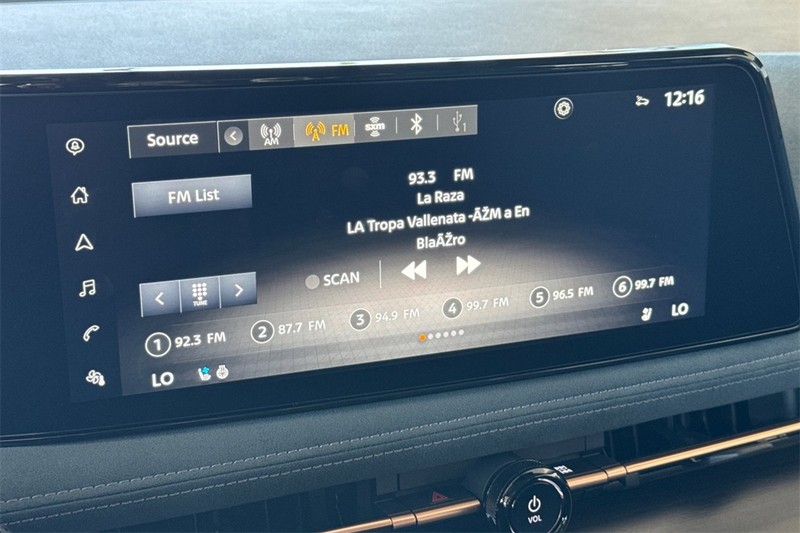 12:16
Source
AM
FM
sxm
1
FM List
93.3 FM
La Raza
LA Tropa Vallenata -ÃŽM a En
BlaÃŽro
TUNE
SCAN
1 92.3 FM
2 87.7 FM
3 94.9 FM
4 99.7 FM
5 96.5 FM
6 99.7 FM
LO
LO
VOL